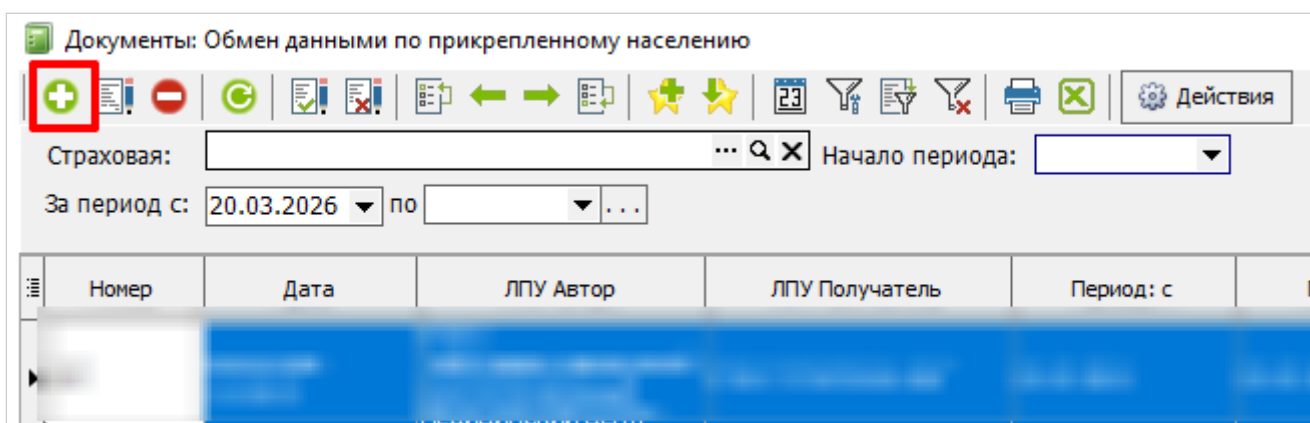 Документы: Обмен данными по прикрепленному населению
23 Действия
Страховая: ... Начало периода:
За период с: 20.03.2026 по ...
Номер Дата ЛПУ Автор ЛПУ Получатель Период: с